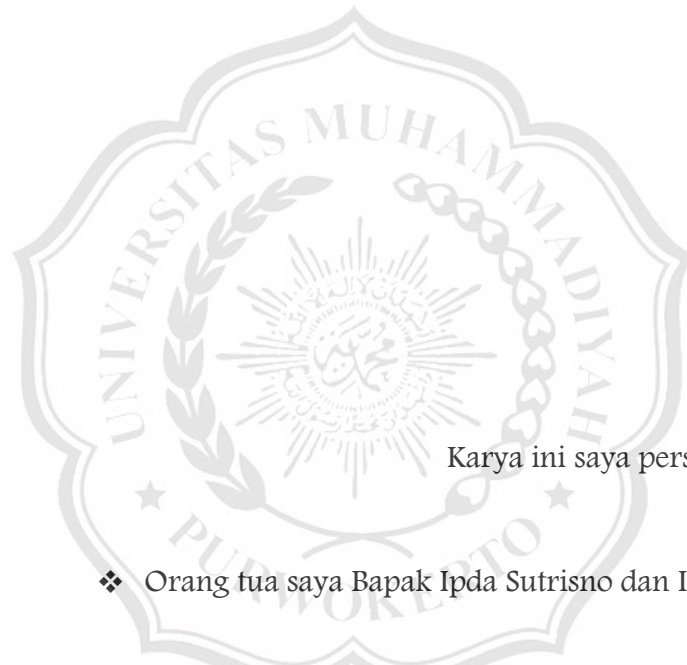 UNIVERSITAS MUHAMMADIYAH
PURWOKERTO
Karya ini saya pers
❖ Orang tua saya Bapak Ipda Sutrisno dan I